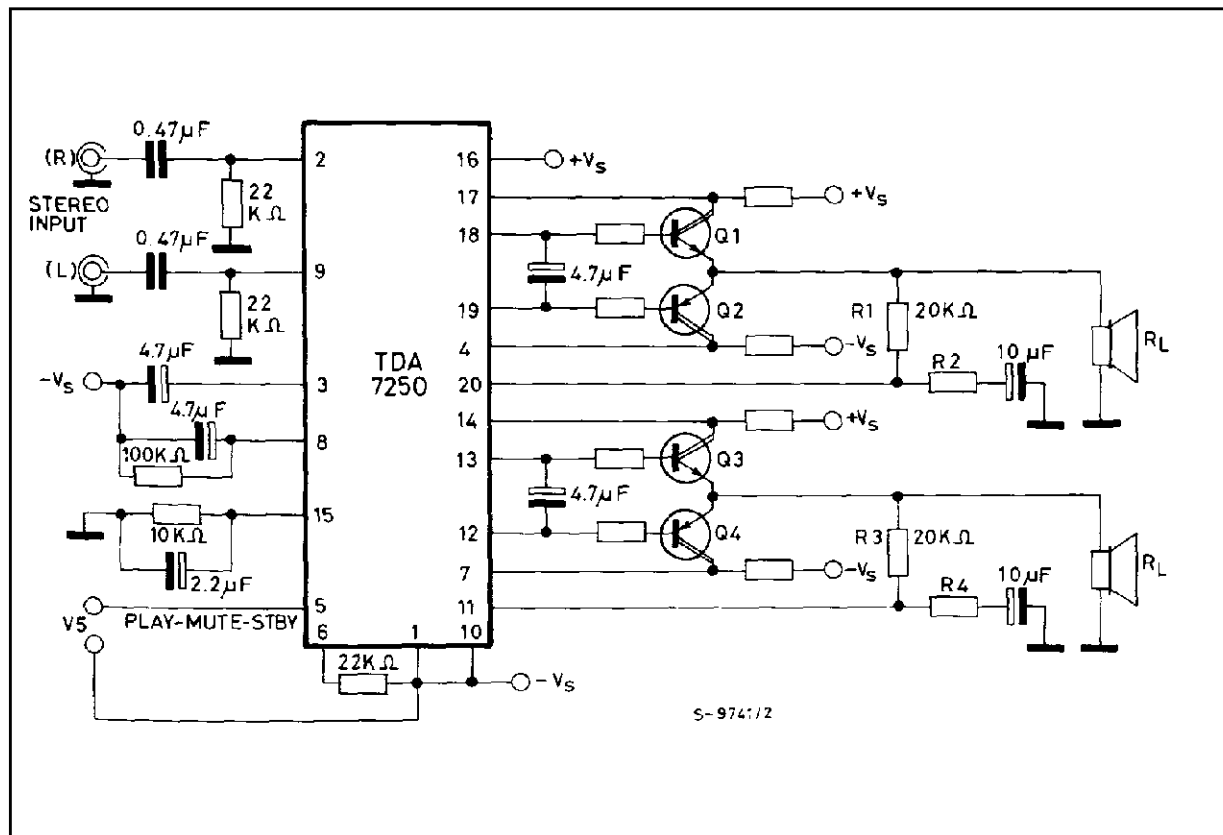 0.47µF
(R)
STEREO
INPUT
22
KΩ
0.47µF
(L)
22
KΩ
4.7µF
-Vs
4.7µF
100KΩ
10KΩ
2.2µF
V5
PLAY-MUTE-STBY
2
9
3
8
15
5
6
1
10
TDA
7250
16
17
18
19
4
20
14
13
12
7
11
22KΩ
-Vs
+Vs
+Vs
Q1
4.7µF
Q2
-Vs
R1
20KΩ
R2
10µF
RL
+Vs
Q3
4.7µF
Q4
-Vs
R3
20KΩ
R4
10µF
RL
S-9741/2